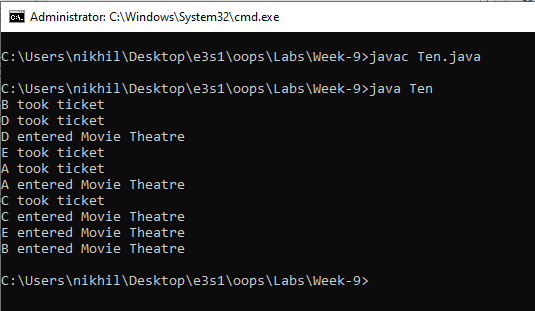 Administrator: C:\Windows\System32\cmd.exe
C:\Users\nikhil\Desktop\e3s1\oops\Labs\Week-9>javac Ten.java
C:\Users\nikhil\Desktop\e3s1\oops\Labs\Week-9>java Ten
B took ticket
D took ticket
D entered Movie Theatre
E took ticket
A took ticket
A entered Movie Theatre
C took ticket
C entered Movie Theatre
E entered Movie Theatre
B entered Movie Theatre
C:\Users\nikhil\Desktop\e3s1\oops\Labs\Week-9>